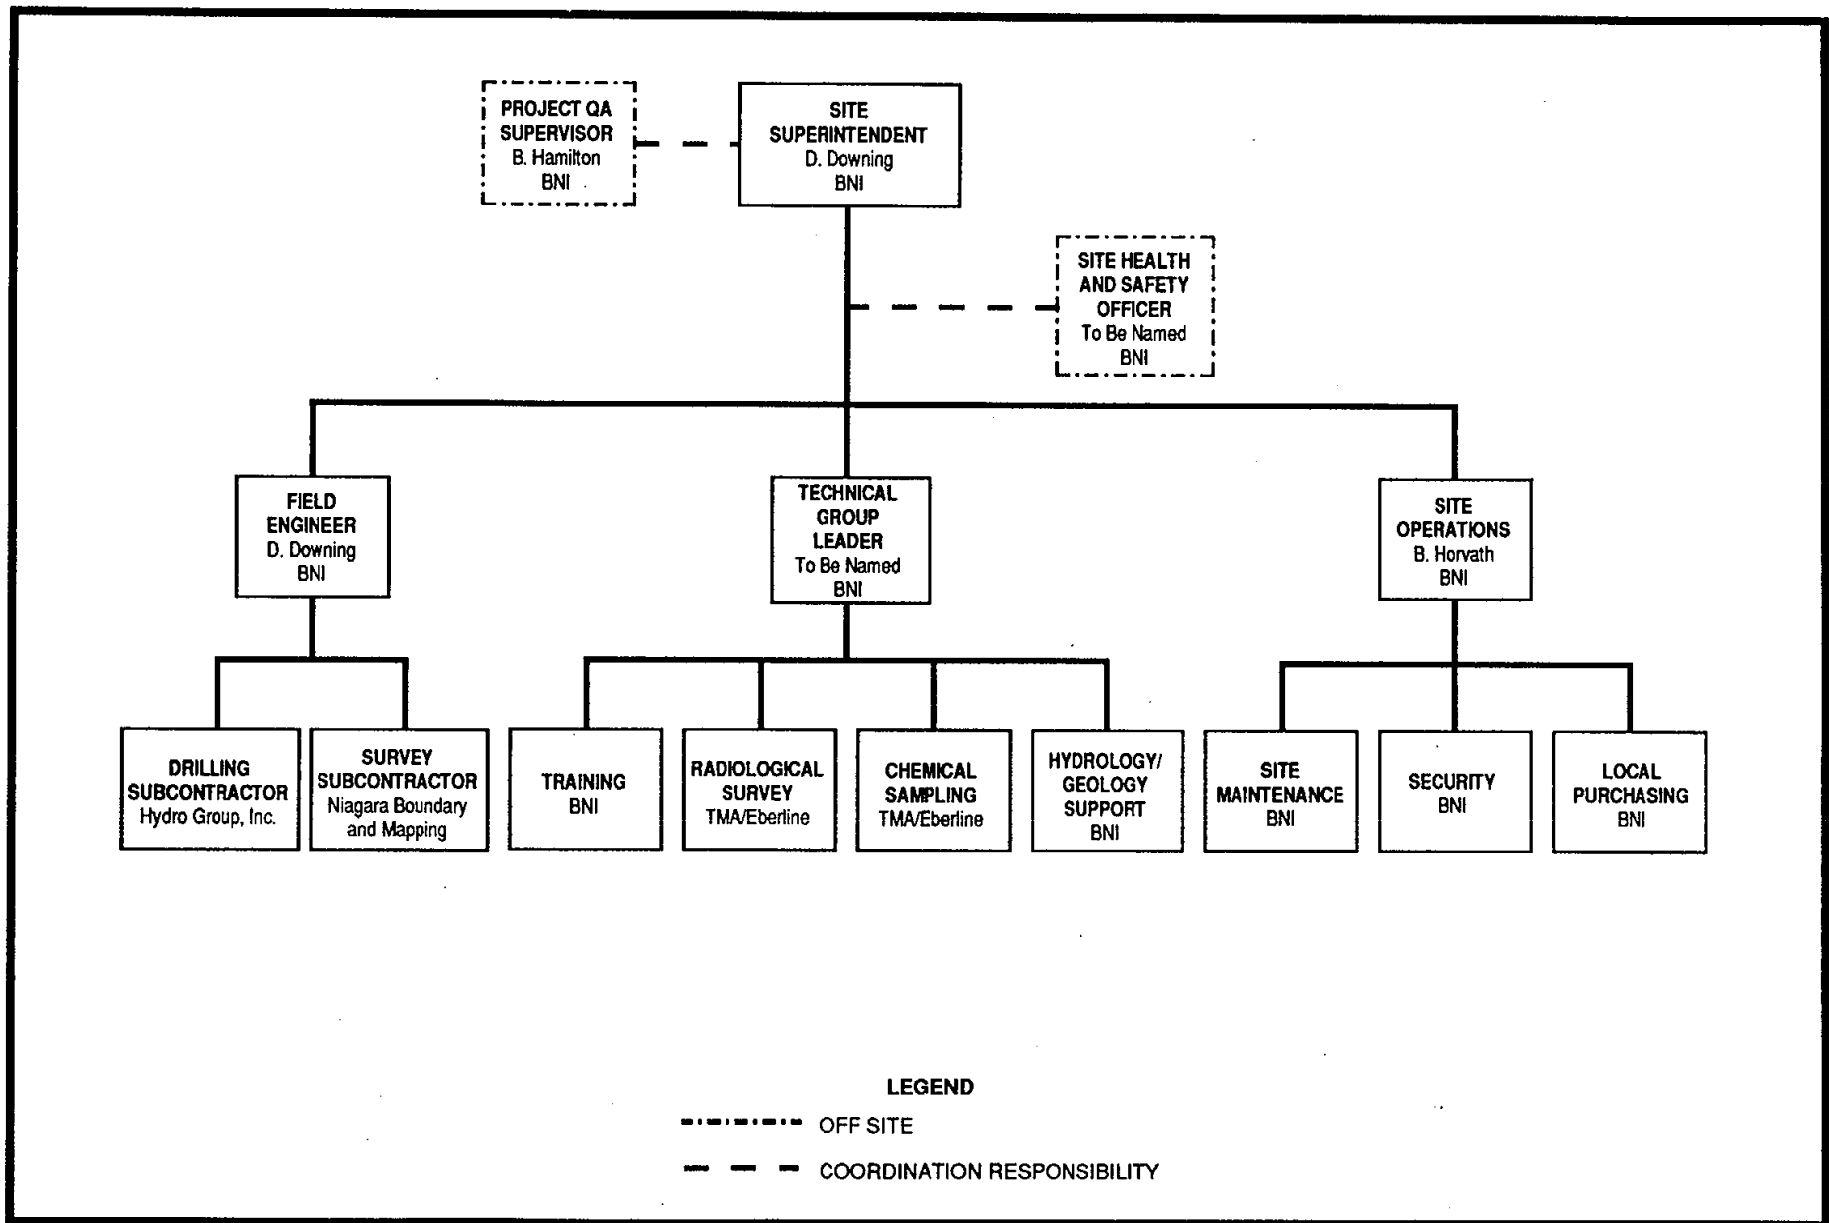 PROJECT QA
SUPERVISOR
B. Hamilton
BNI
SITE
SUPERINTENDENT
D. Downing
BNI
SITE HEALTH
AND SAFETY
OFFICER
To Be Named
BNI
FIELD
ENGINEER
D. Downing
BNI
TECHNICAL
GROUP
LEADER
To Be Named
BNI
SITE
OPERATIONS
B. Horvath
BNI
DRILLING
SUBCONTRACTOR
Hydro Group, Inc.
SURVEY
SUBCONTRACTOR
Niagara Boundary
and Mapping
TRAINING
BNI
RADIOLOGICAL
SURVEY
TMA/Eberline
CHEMICAL
SAMPLING
TMA/Eberline
HYDROLOGY/
GEOLOGY
SUPPORT
BNI
SITE
MAINTENANCE
BNI
SECURITY
BNI
LOCAL
PURCHASING
BNI
LEGEND
OFF SITE
COORDINATION RESPONSIBILITY